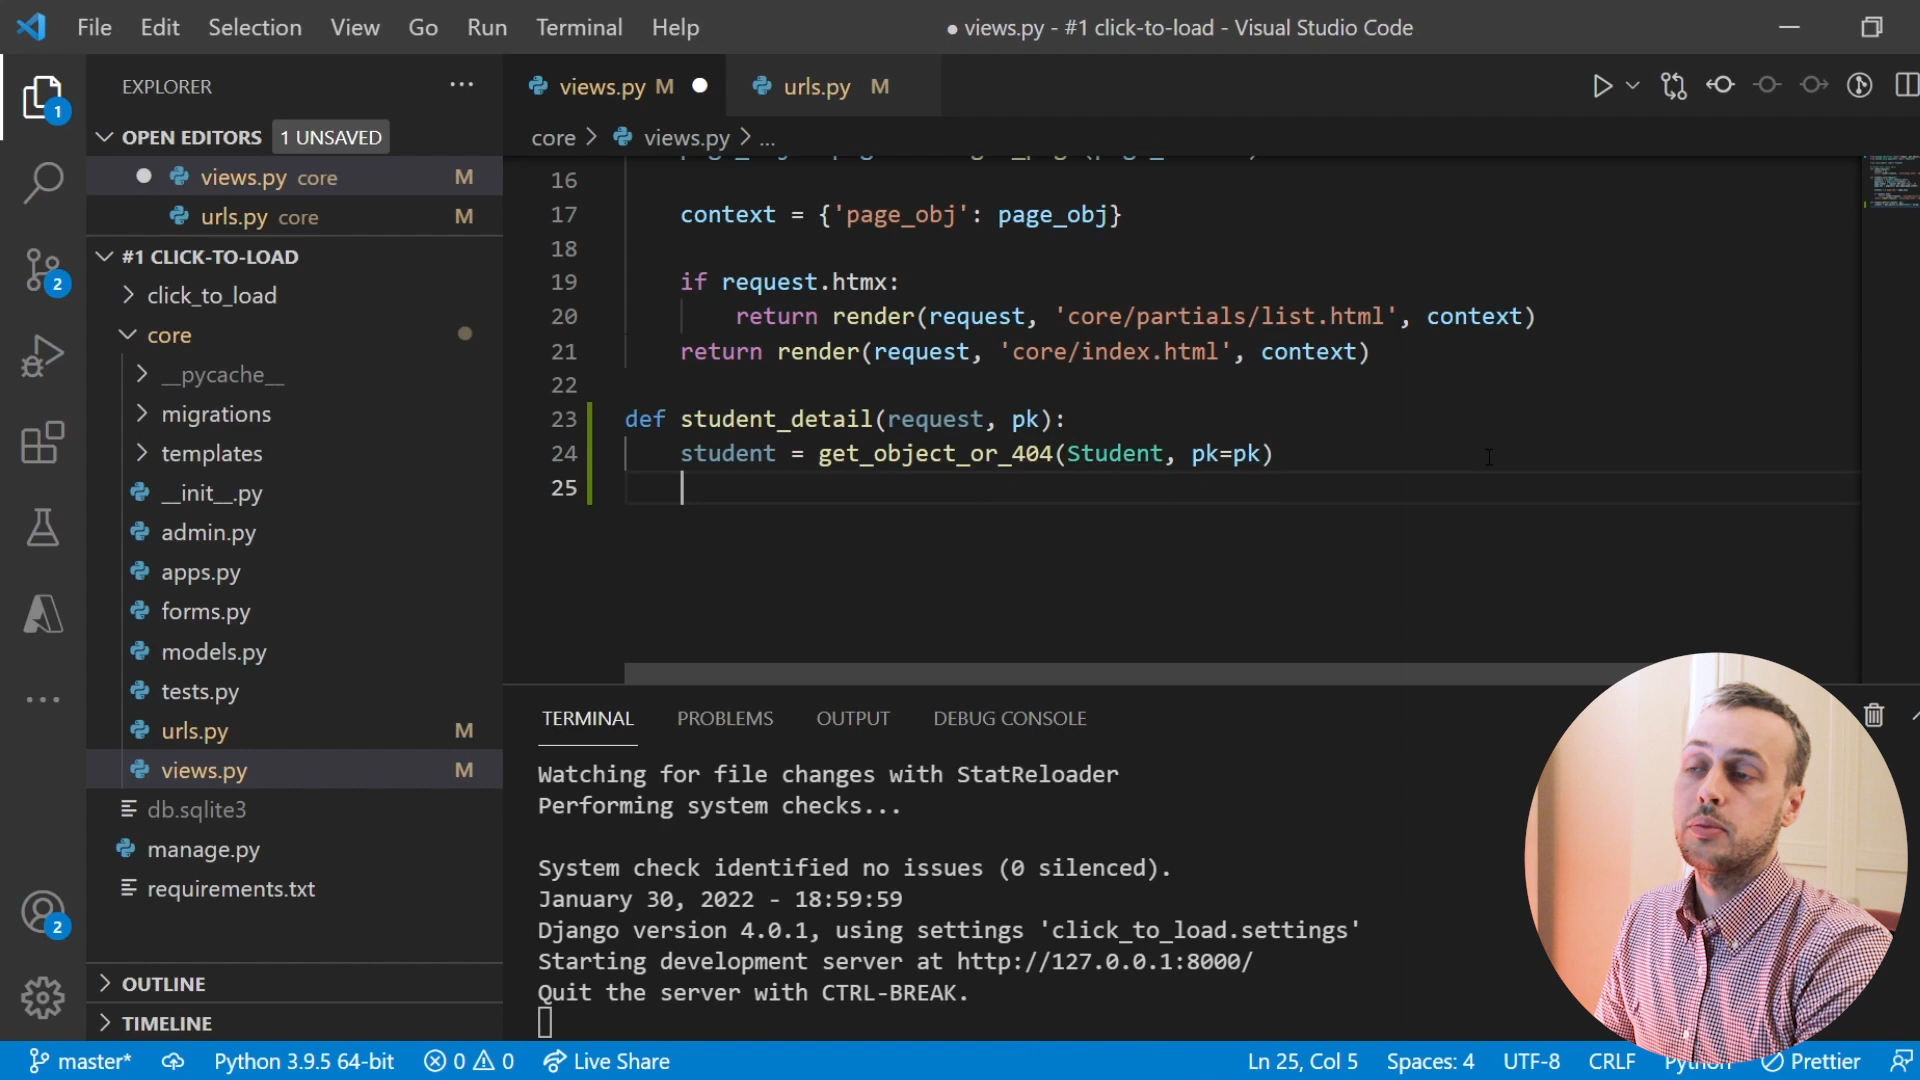 File Edit Selection View Go Run Terminal Help
● views.py - #1 click-to-load - Visual Studio Code
EXPLORER
views.py M
urls.py M
1
OPEN EDITORS 1 UNSAVED
core > views.py > ...
views.py core M
urls.py core M
#1 CLICK-TO-LOAD
click_to_load
core
__pycache__
migrations
templates
__init__.py
admin.py
apps.py
forms.py
models.py
tests.py
urls.py M
views.py M
db.sqlite3
manage.py
requirements.txt
OUTLINE
TIMELINE
2
2
16
17 context = {'page_obj': page_obj}
18
19 if request.htmx:
20 return render(request, 'core/partials/list.html', context)
21 return render(request, 'core/index.html', context)
22
23 def student_detail(request, pk):
24 student = get_object_or_404(Student, pk=pk)
25
TERMINAL PROBLEMS OUTPUT DEBUG CONSOLE
Watching for file changes with StatReloader
Performing system checks...
System check identified no issues (0 silenced).
January 30, 2022 - 18:59:59
Django version 4.0.1, using settings 'click_to_load.settings'
Starting development server at http://127.0.0.1:8000/
Quit the server with CTRL-BREAK.
master* Python 3.9.5 64-bit 0 0 Live Share Ln 25, Col 5 Spaces: 4 UTF-8 CRLF Python Prettier